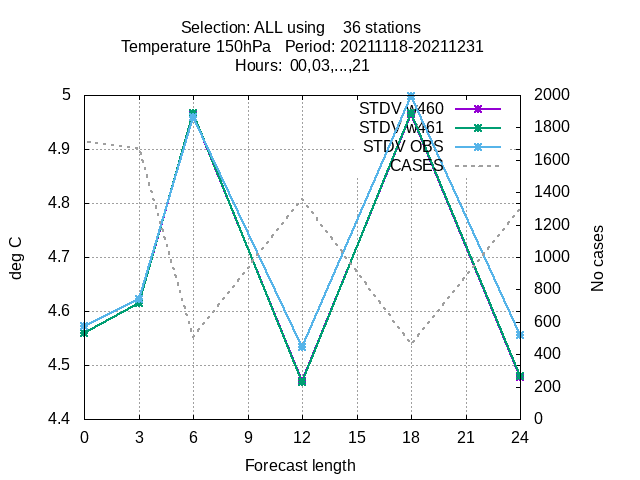 Selection: ALL using    36 stations
Temperature 150hPa   Period: 20211118-20211231
Hours: 00,03,...,21
STDV w460
STDV w461
STDV OBS
CASES
deg C
5
4.9
4.8
4.7
4.6
4.5
4.4
2000
1800
1600
1400
1200
1000
800
600
400
200
0
No cases
0 3 6 9 12 15 18 21 24
Forecast length